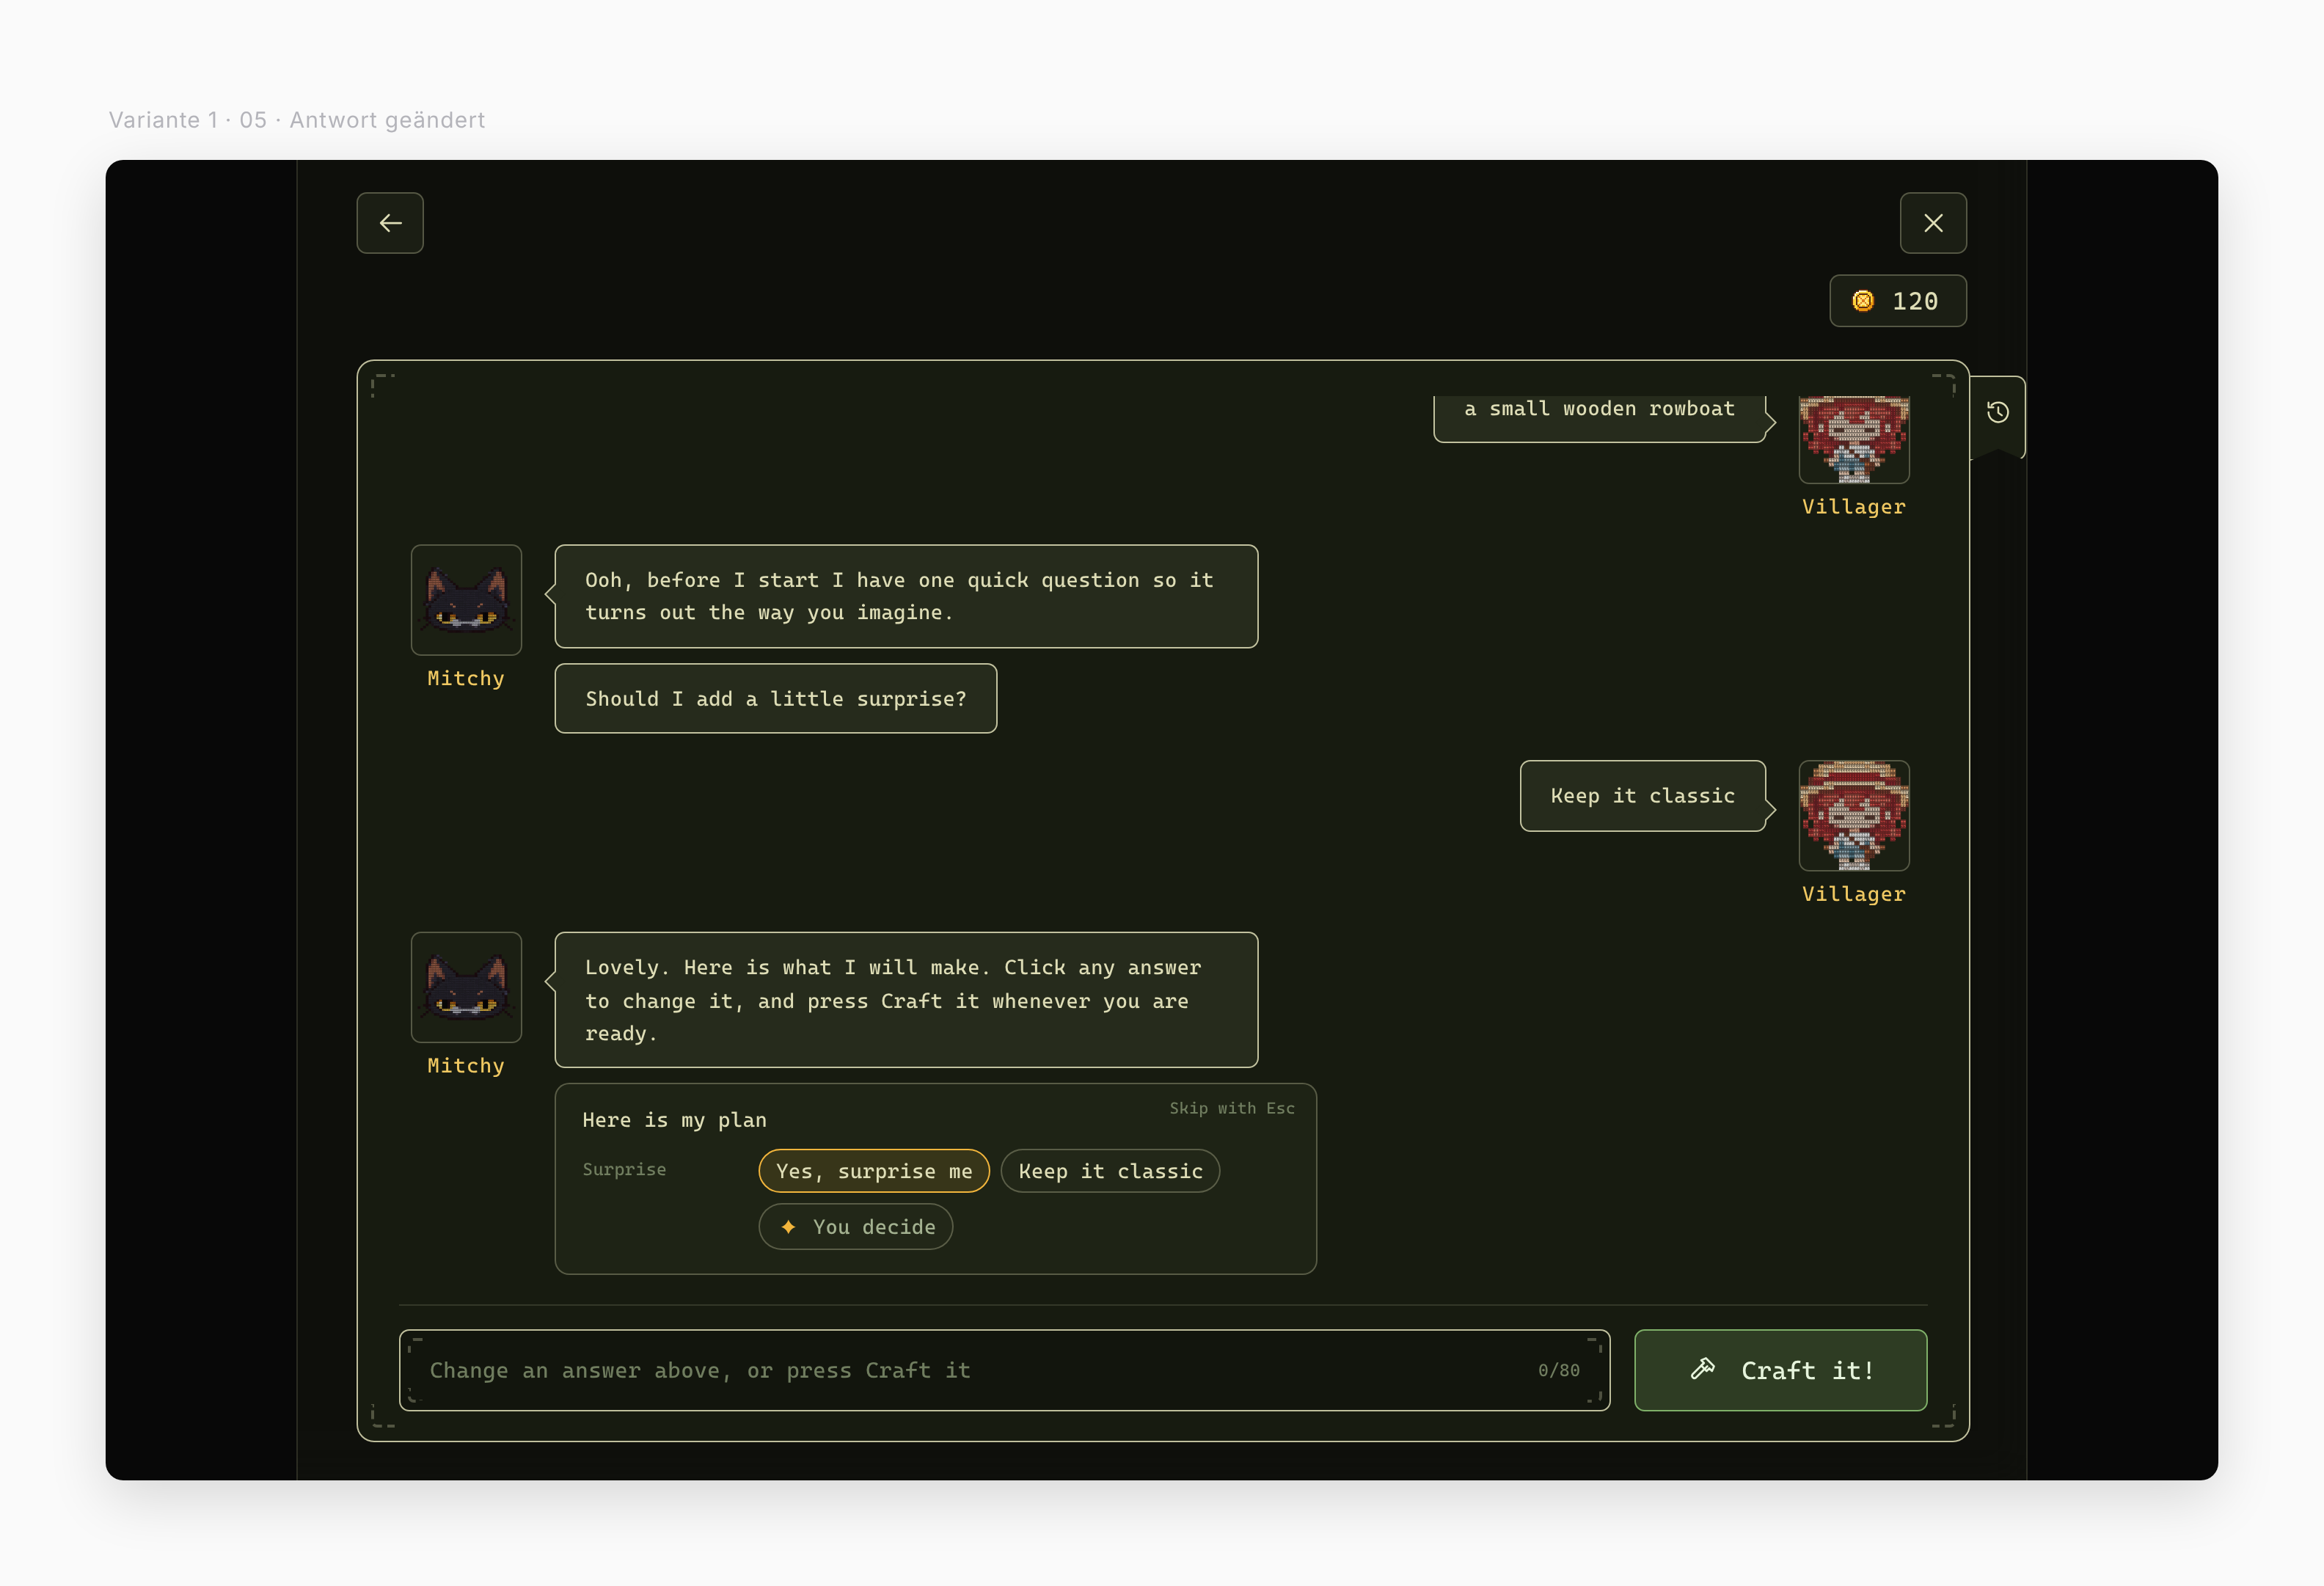 Variante 1 · 05 · Antwort geändert
120
a small wooden rowboat
Villager
Ooh, before I start I have one quick question so it
turns out the way you imagine.
Mitchy
Should I add a little surprise?
Keep it classic
Villager
Lovely. Here is what I will make. Click any answer
to change it, and press Craft it whenever you are
ready.
Mitchy
Here is my plan
Skip with Esc
Surprise
Yes, surprise me
Keep it classic
You decide
Change an answer above, or press Craft it
0/80
Craft it!